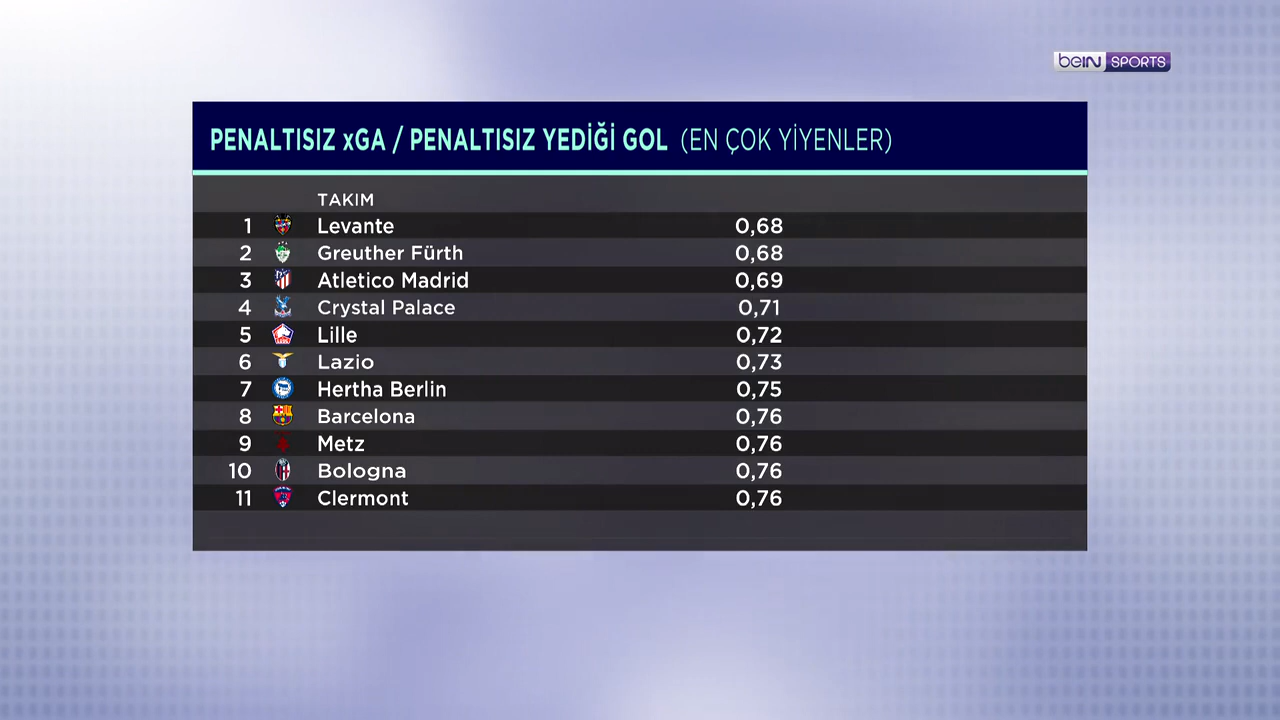 beIN SPORTS
PENALTISIZ xGA / PENALTISIZ YEDİĞİ GOL (EN ÇOK YİYENLER)
TAKIM
1 Levante 0,68
2 Greuther Fürth 0,68
3 Atletico Madrid 0,69
4 Crystal Palace 0,71
5 Lille 0,72
6 Lazio 0,73
7 Hertha Berlin 0,75
8 Barcelona 0,76
9 Metz 0,76
10 Bologna 0,76
11 Clermont 0,76